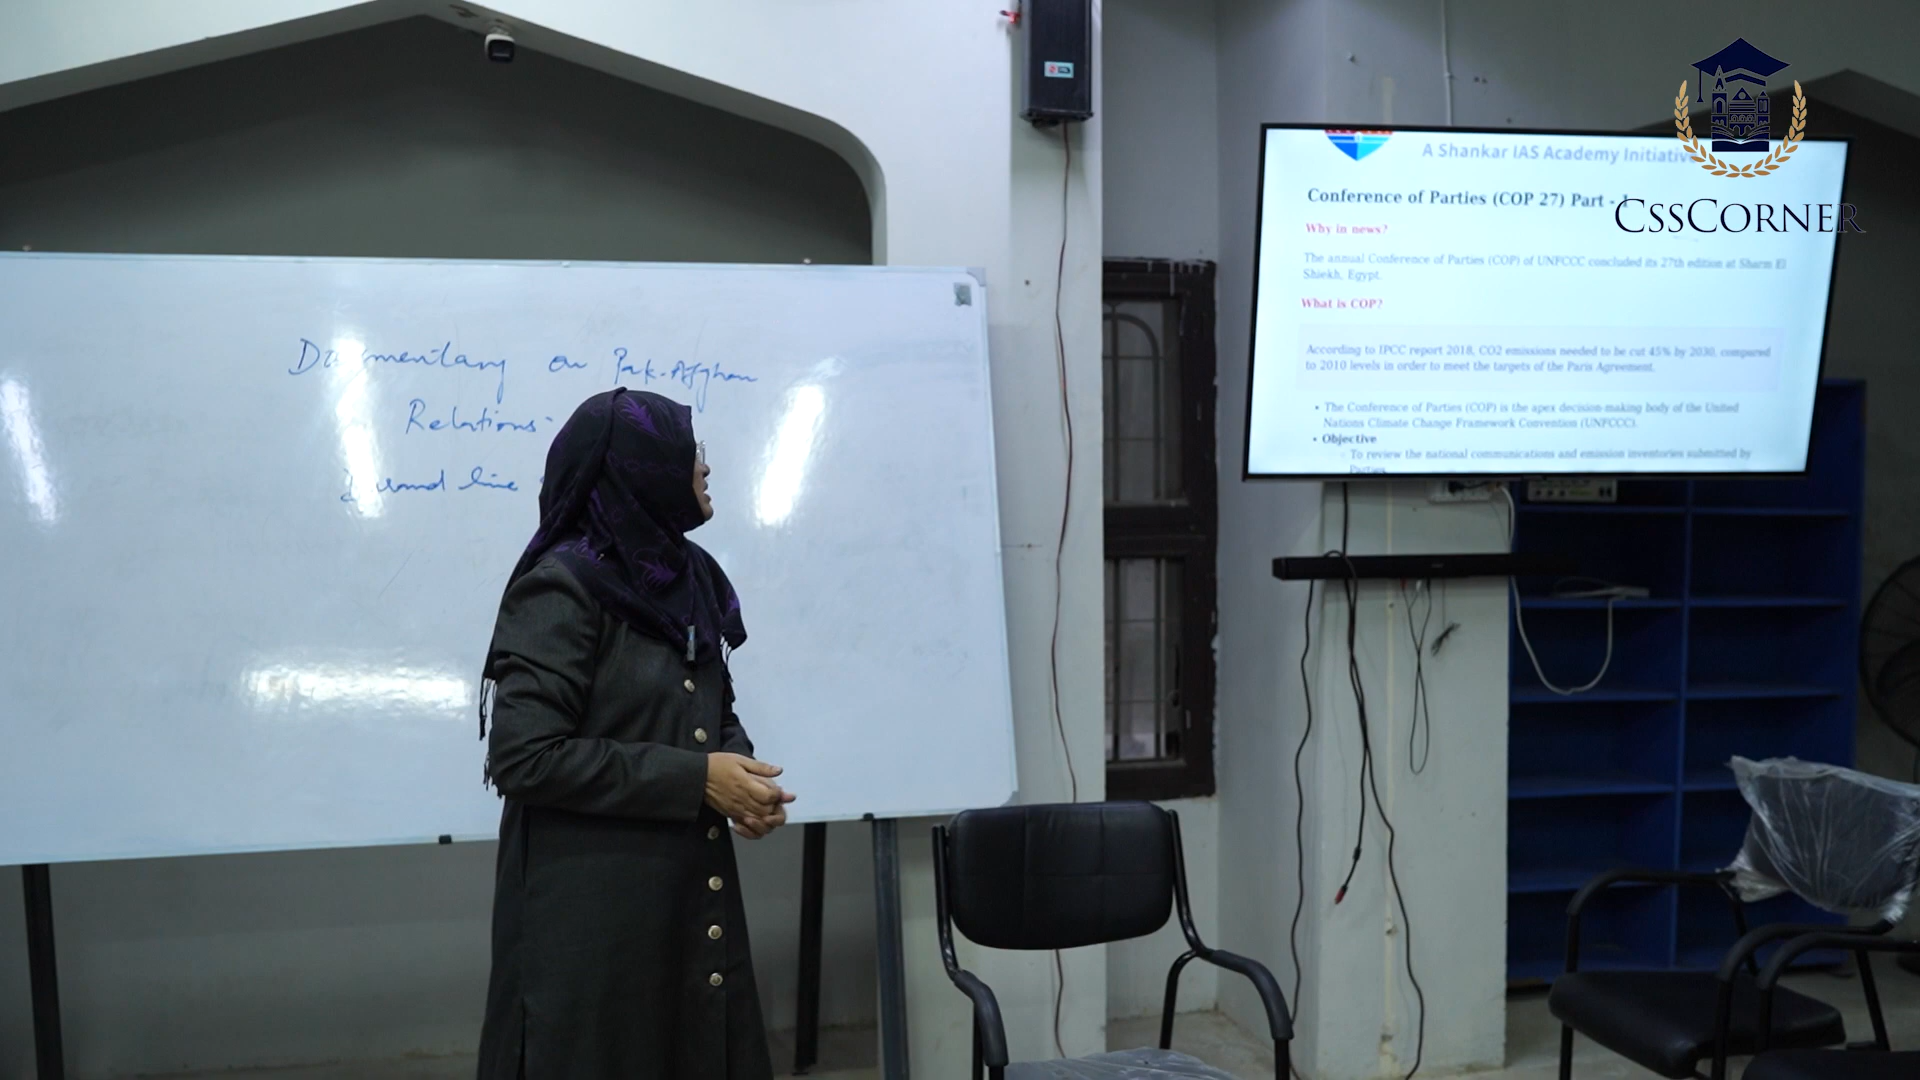 Documentary on Pak-Afghan
Relations-
Durand line
A Shankar IAS Academy Initiative
Conference of Parties (COP 27) Part - I
Why in news?
The annual Conference of Parties (COP) of UNFCCC concluded its 27th edition at Sharm El
Shiekh, Egypt.
What is COP?
According to IPCC report 2018, CO2 emissions needed to be cut 45% by 2030, compared
to 2010 levels in order to meet the targets of the Paris Agreement.
• The Conference of Parties (COP) is the apex decision-making body of the United
Nations Climate Change Framework Convention (UNFCCC).
• Objective
To review the national communications and emission inventories submitted by
Parties
CSSCORNER